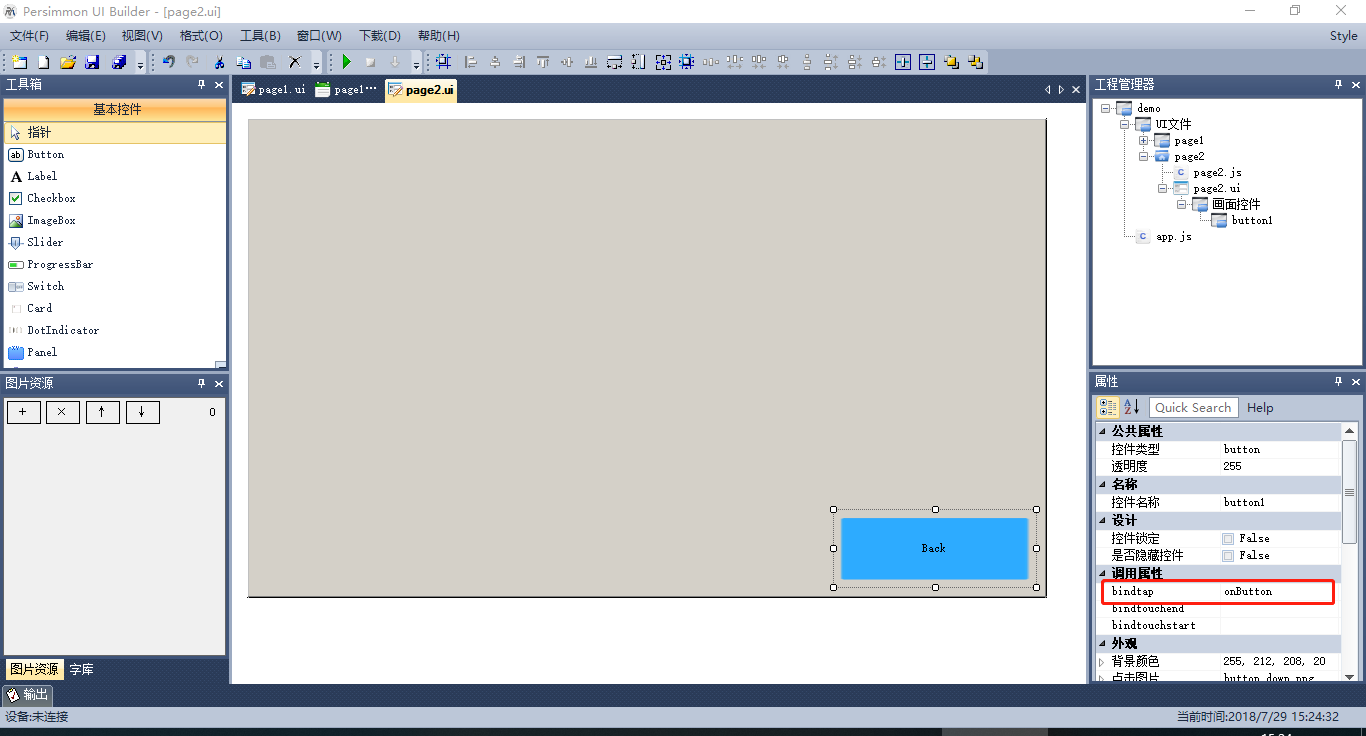 Persimmon UI Builder - [page2.ui]
文件(F) 编辑(E) 视图(V) 格式(O) 工具(B) 窗口(W) 下载(D) 帮助(H) Style
工具箱
基本控件
指针
Button
Label
Checkbox
ImageBox
Slider
ProgressBar
Switch
Card
DotIndicator
Panel
图片资源
0
图片资源 字库
输出
设备:未连接
page1.ui page1··· page2.ui
Back
工程管理器
demo
UI文件
page1
page2
page2.js
page2.ui
画面控件
button1
app.js
属性
Quick Search Help
公共属性
控件类型 button
透明度 255
名称
控件名称 button1
设计
控件锁定 False
是否隐藏控件 False
调用属性
bindtap onButton
bindtouchend
bindtouchstart
外观
背景颜色 255, 212, 208, 20
点击图片 button_down.png
当前时间:2018/7/29 15:24:32